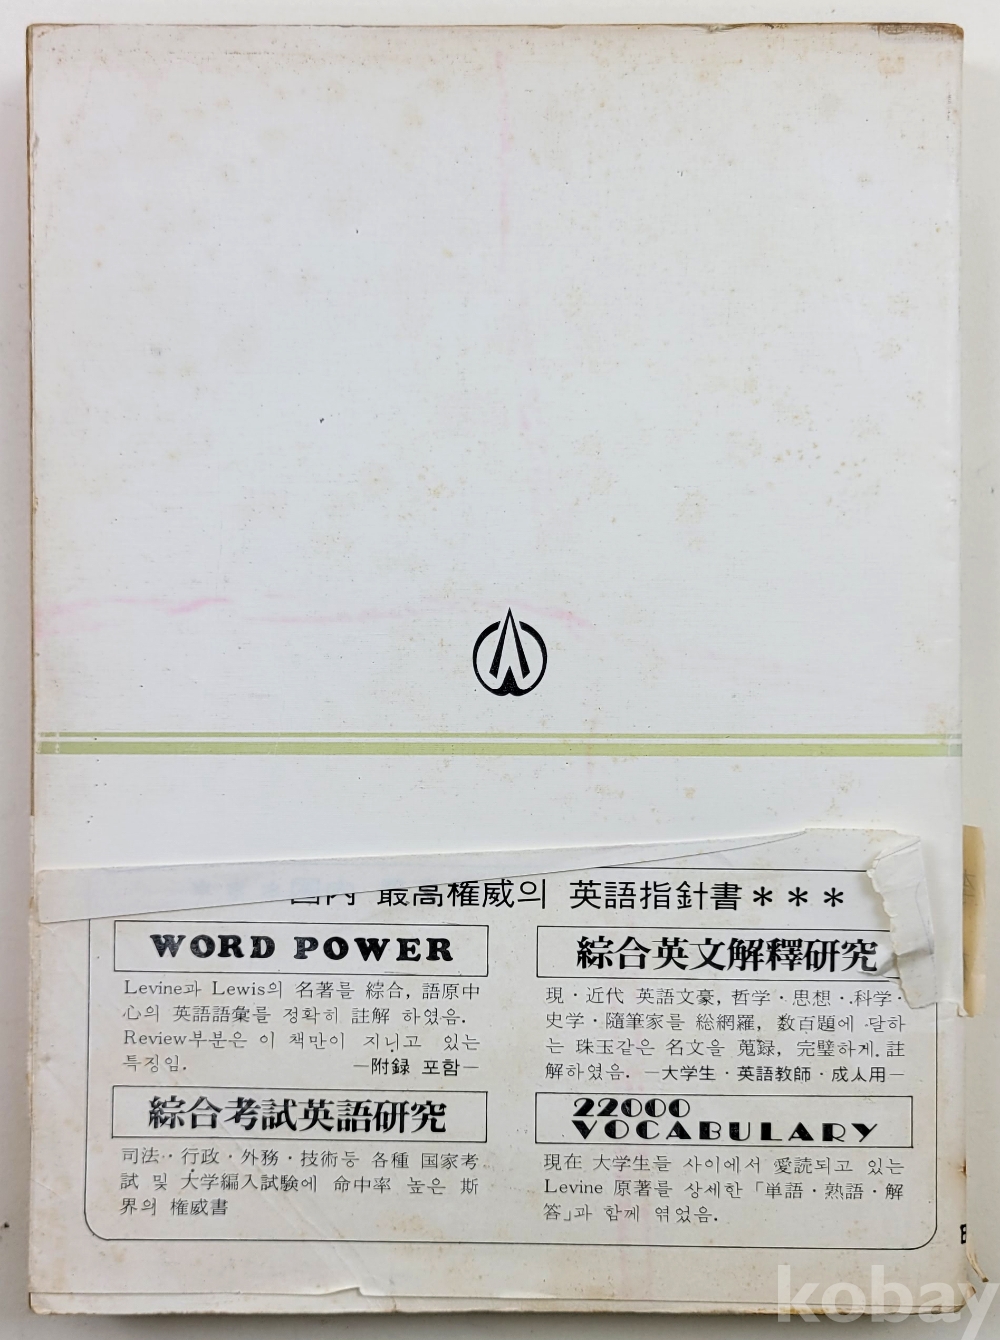 国内 最高権威의 英語指針書＊＊＊
WORD POWER
Levine과 Lewis의 名著를 綜合, 語原中
心의 英語語彙를 정확히 註解 하였음.
Review부분은 이 책만이 지니고 있는
특징임. —附録 포함—
綜合英文解釋研究
現·近代 英語文豪, 哲学·思想·科学·
史学·隨筆家를 総網羅, 数百題에 달하
는 珠玉같은 名文을 蒐録, 完璧하게 註
解하였음. —大学生·英語教師·成人用—
綜合考試英語研究
司法·行政·外務·技術등 各種 国家考
試 및 大学編入試験에 命中率 높은 斯
界의 権威書
22000
VOCABULARY
現在 大学生들 사이에서 愛読되고 있는
Levine 原著를 상세한 「単語·熟語·解
答」과 함께 엮었음.
kobay